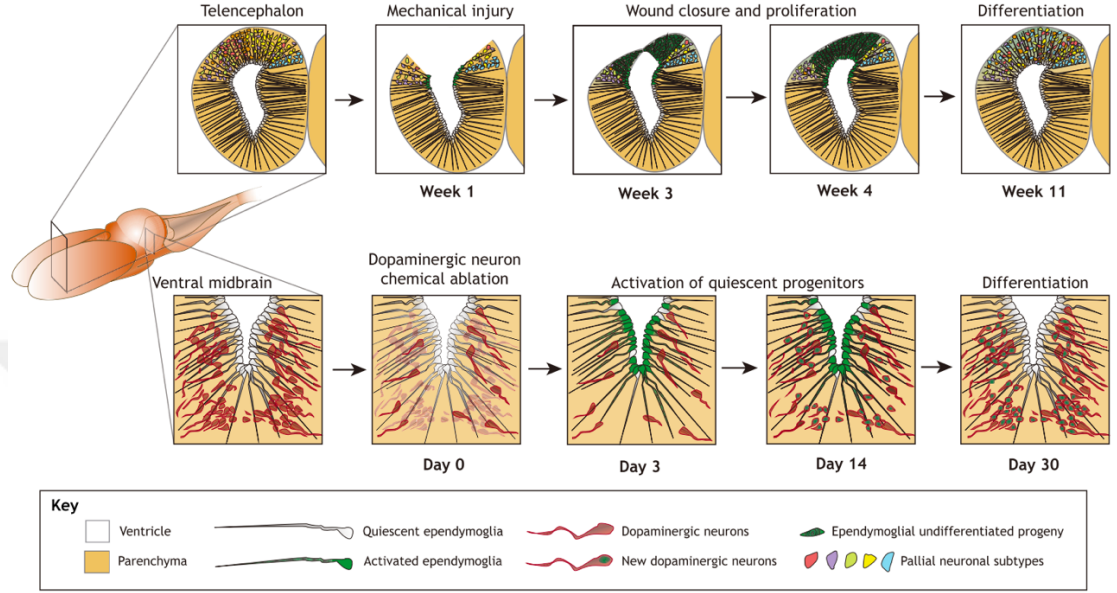 Telencephalon
Mechanical injury
Wound closure and proliferation
Differentiation
Week 1
Week 3
Week 4
Week 11
Ventral midbrain
Dopaminergic neuron
chemical ablation
Activation of quiescent progenitors
Differentiation
Day 0
Day 3
Day 14
Day 30
Key
Ventricle
Quiescent ependymoglia
Dopaminergic neurons
Ependymoglial undifferentiated progeny
Parenchyma
Activated ependymoglia
New dopaminergic neurons
Pallial neuronal subtypes